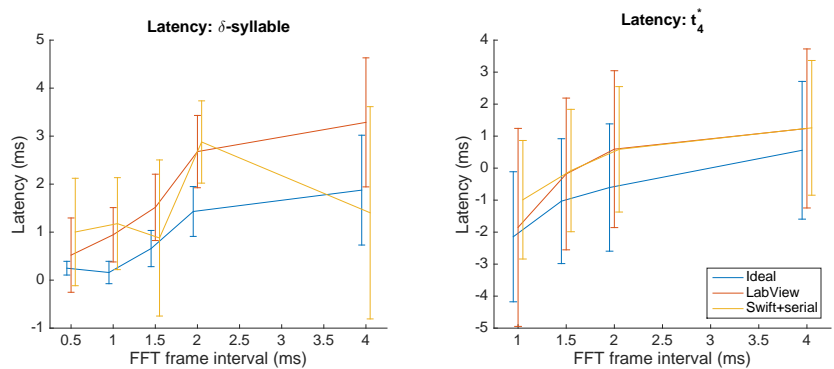 Latency: δ-syllable
5
4
3
2
1
0
-1
Latency (ms)
0.5 1 1.5 2 2.5 3 3.5 4
FFT frame interval (ms)
Latency: t*4
4
3
2
1
0
-1
-2
-3
-4
-5
Latency (ms)
1 1.5 2 2.5 3 3.5 4
FFT frame interval (ms)
Ideal
LabView
Swift+serial